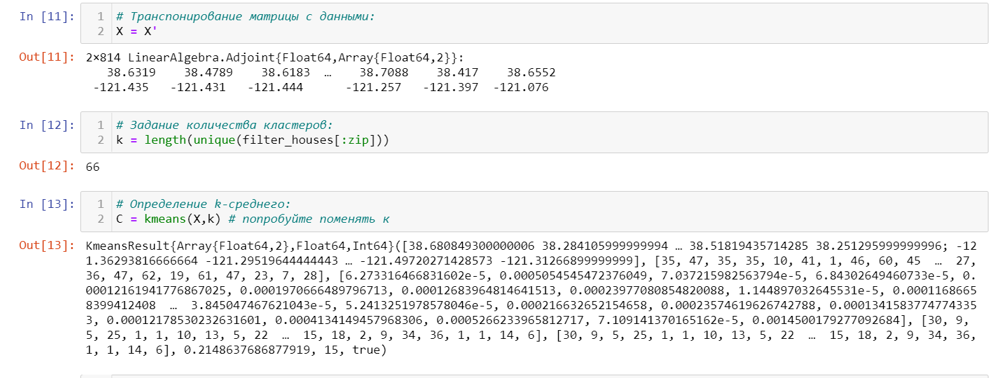 In [11]: 1 # Транспонирование матрицы с данными:
2 X = X'
Out[11]: 2×814 LinearAlgebra.Adjoint{Float64,Array{Float64,2}}:
38.6319 38.4789 38.6183 … 38.7088 38.417 38.6552
-121.435 -121.431 -121.444 -121.257 -121.397 -121.076
In [12]: 1 # Задание количества кластеров:
2 k = length(unique(filter_houses[:zip]))
Out[12]: 66
In [13]: 1 # Определение k-среднего:
2 C = kmeans(X,k) # попробуйте поменять к
Out[13]: KmeansResult{Array{Float64,2},Float64,Int64}([38.680849300000006 38.284105999999994 … 38.51819435714285 38.251295999999996; -12
1.36293816666664 -121.29519644444443 … -121.49720271428573 -121.31266899999999], [35, 47, 35, 35, 10, 41, 1, 46, 60, 45 … 27,
36, 47, 62, 19, 61, 47, 23, 7, 28], [6.273316466831602e-5, 0.0005054545472376049, 7.037215982563794e-5, 6.84302649460733e-5, 0.
00012161941776867025, 0.0001970666489796713, 0.00012683964814641513, 0.00023977080854820088, 1.144897032645531e-5, 0.0001168665
8399412408 … 3.845047467621043e-5, 5.2413251978578046e-5, 0.000216632652154658, 0.00023574619626742788, 0.0001341583774774335
3, 0.00012178530232631601, 0.0004134149457968306, 0.0005266233965812717, 7.109141370165162e-5, 0.0014500179277092684], [30, 9,
5, 25, 1, 1, 10, 13, 5, 22 … 15, 18, 2, 9, 34, 36, 1, 1, 14, 6], [30, 9, 5, 25, 1, 1, 10, 13, 5, 22 … 15, 18, 2, 9, 34, 36,
1, 1, 14, 6], 0.2148637686877919, 15, true)